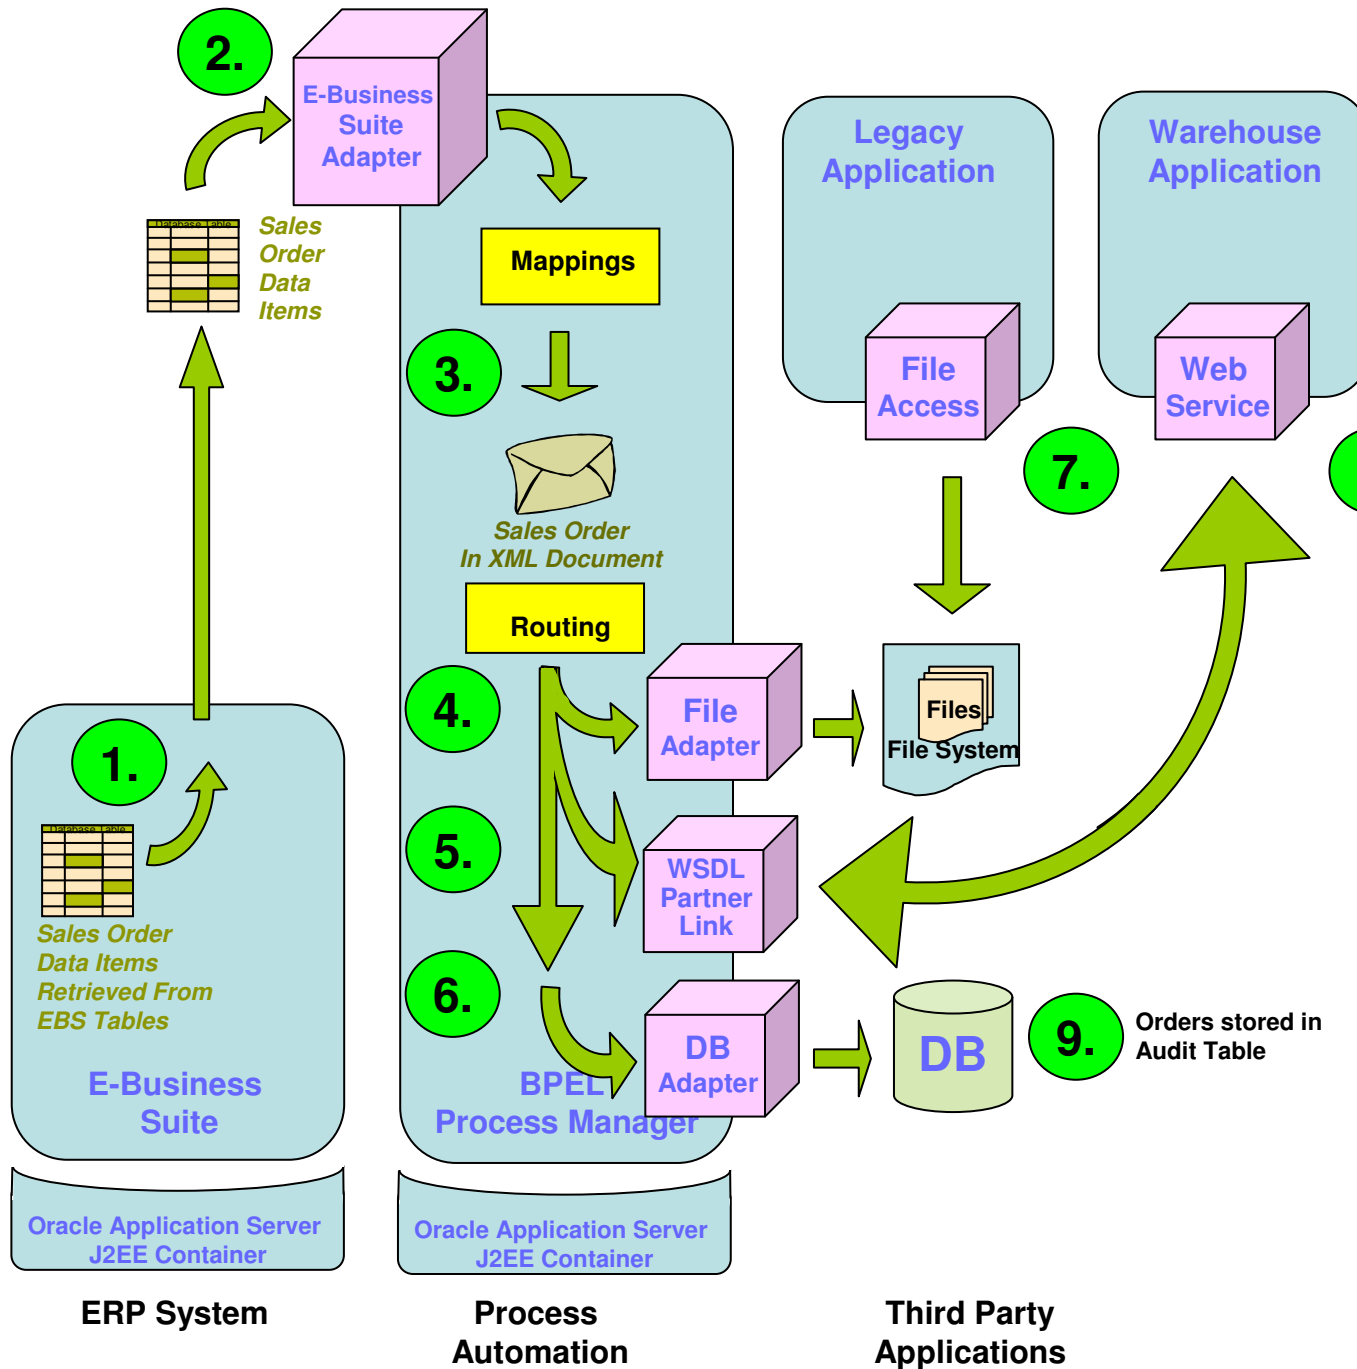 2.
E-Business
Suite
Adapter
Legacy
Application
Warehouse
Application
Database Table
Sales
Order
Data
Items
Mappings
3.
File
Access
Web
Service
7.
Sales Order
In XML Document
Routing
4.
File
Adapter
Files
File System
1.
Database Table
Sales Order
Data Items
Retrieved From
EBS Tables
5.
WSDL
Partner
Link
6.
DB
Adapter
DB
9.
Orders stored in
Audit Table
E-Business
Suite
BPEL
Process Manager
Oracle Application Server
J2EE Container
Oracle Application Server
J2EE Container
ERP System
Process
Automation
Third Party
Applications